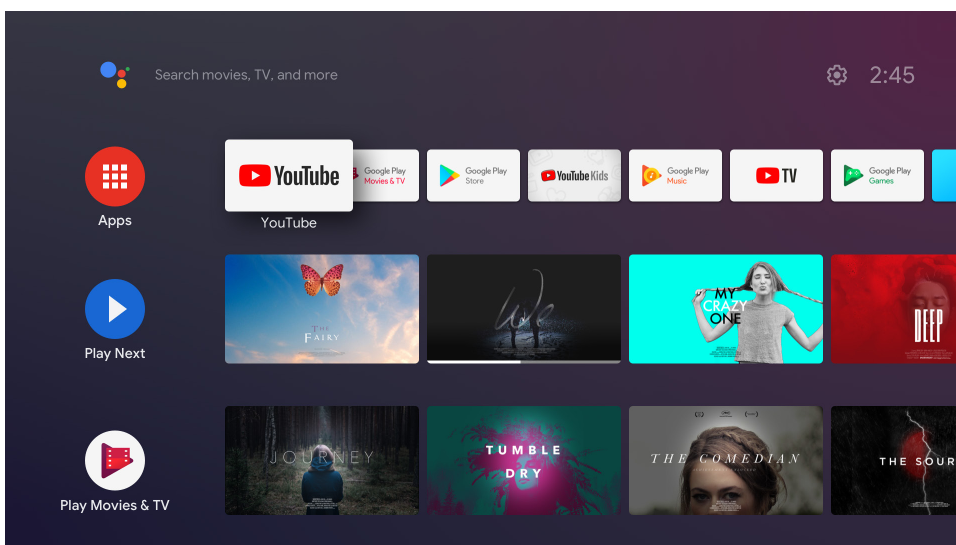 Search movies, TV, and more
2:45
YouTube
Google Play
Movies & TV
Google Play
Store
YouTube Kids
Google Play
Music
TV
Google Play
Games
Apps
YouTube
THE
FAIRY
We
MY
CRAZY
ONE
DEEP
Play Next
JOURNEY
TUMBLE
DRY
THE COMEDIAN
THE SOUR
Play Movies & TV